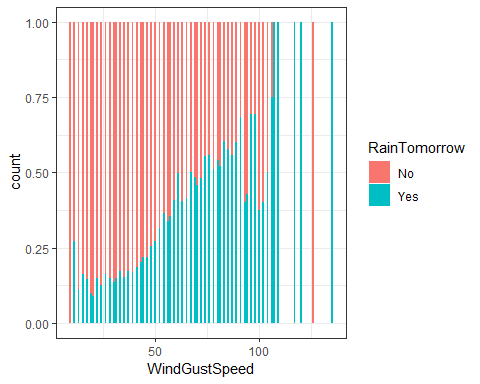 1.00
0.75
0.50
0.25
0.00
count
50
100
WindGustSpeed
RainTomorrow
No
Yes